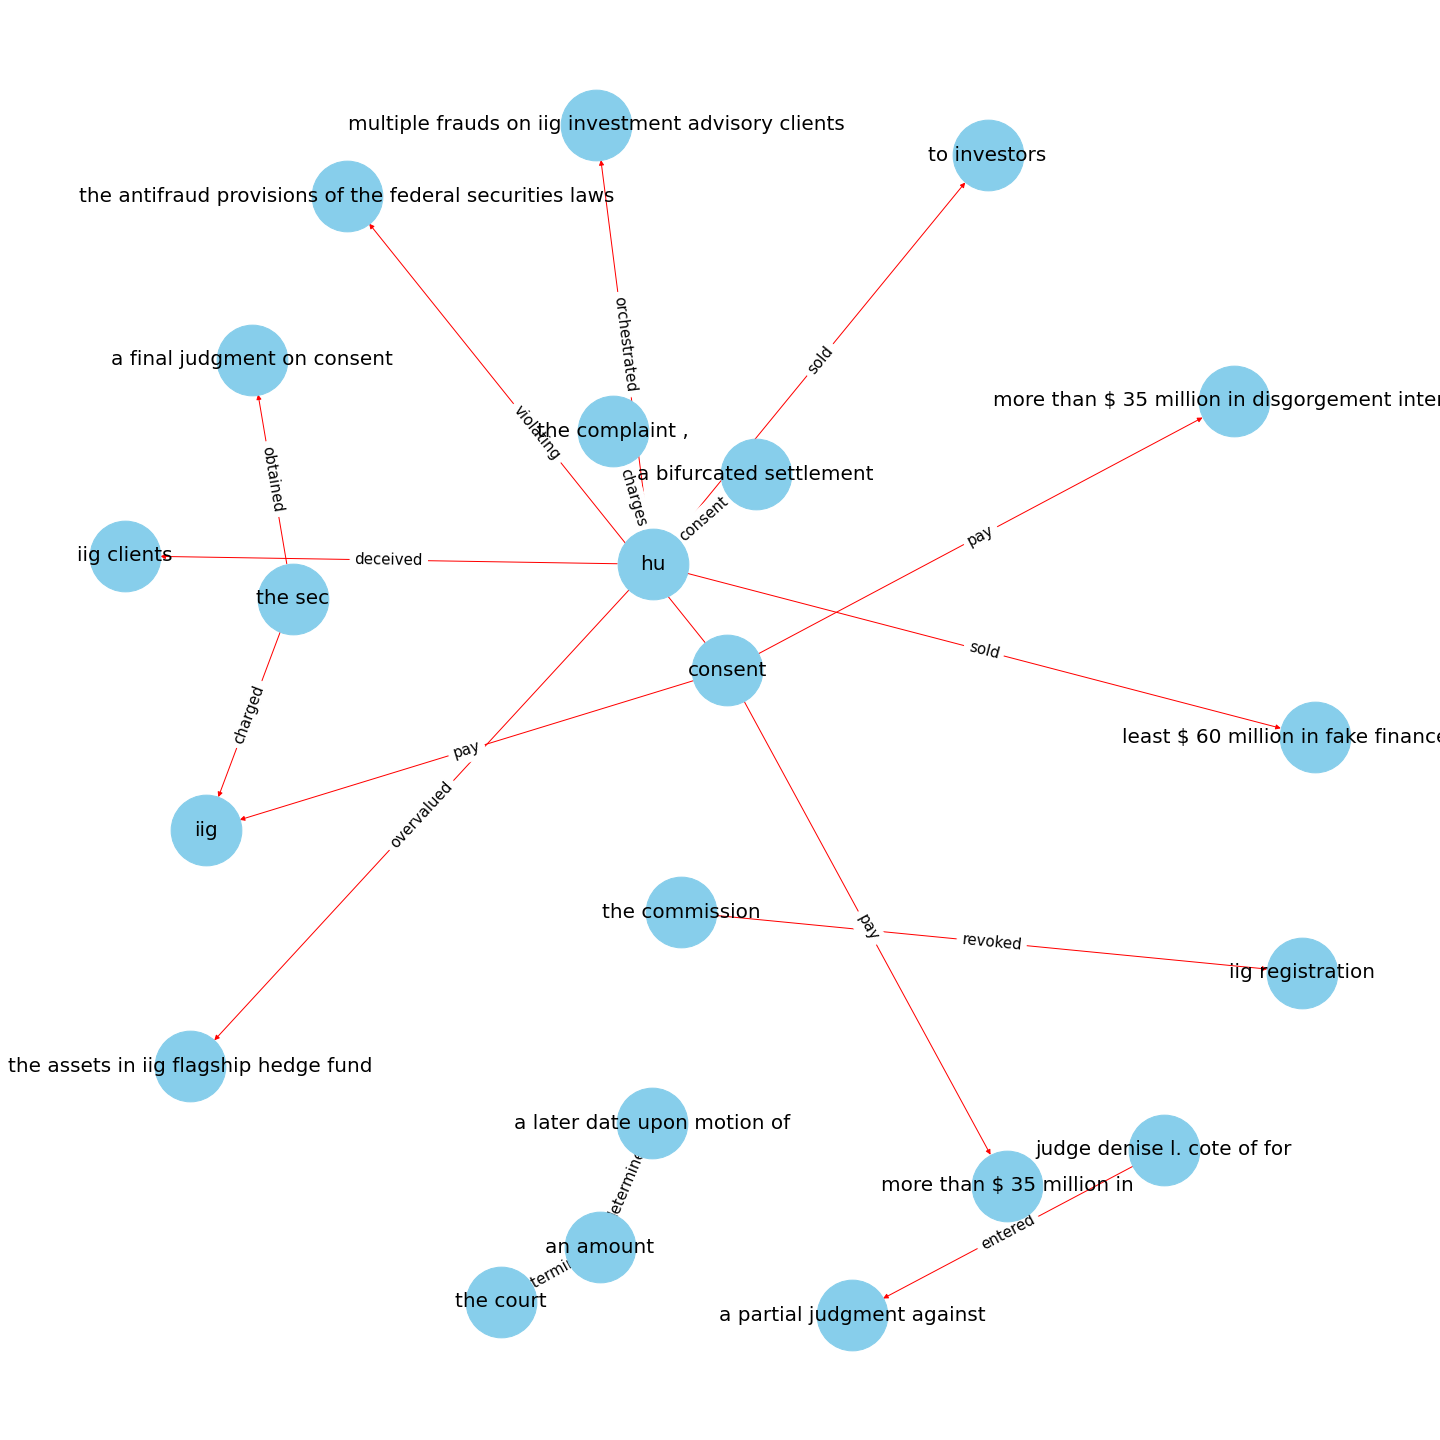 multiple frauds on iig investment advisory clients
to investors
the antifraud provisions of the federal securities laws
orchestrated
sold
a final judgment on consent
more than $ 35 million in disgorgement
violating
the complaint ,
obtained
charges
a bifurcated settlement
consent
pay
iig clients
deceived
hu
the sec
consent
sold
charged
pay
least $ 60 million in fake finance
overvalued
iig
the commission
pay
revoked
iig registration
the assets in iig flagship hedge fund
a later date upon motion of
judge denise l. cote of for
more than $ 35 million in
entered
an amount
the court
a partial judgment against